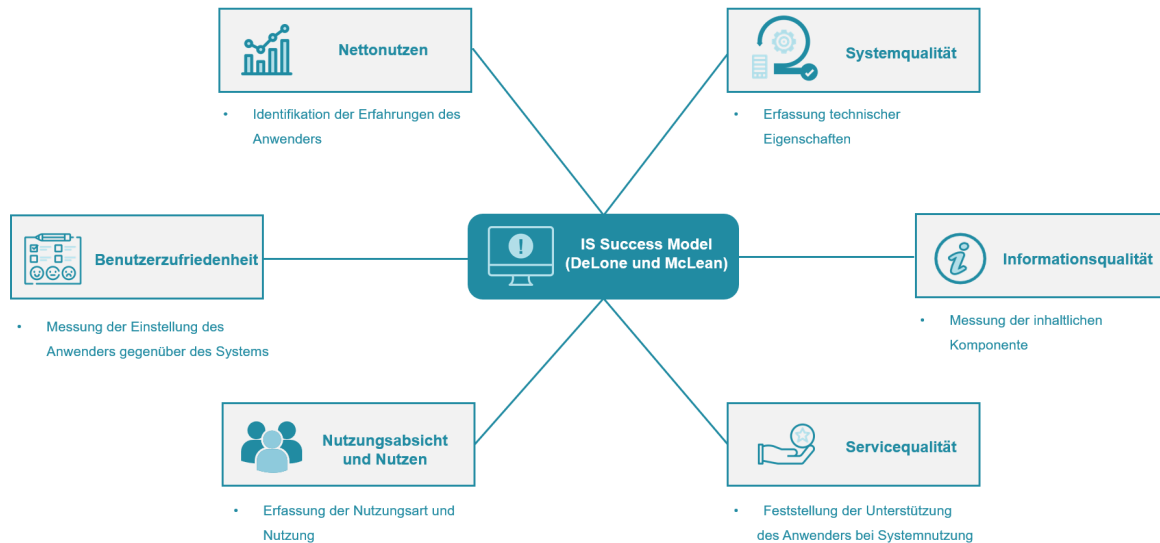 Nettonutzen
• Identifikation der Erfahrungen des
Anwenders
Systemqualität
• Erfassung technischer
Eigenschaften
Benutzerzufriedenheit
• Messung der Einstellung des
Anwenders gegenüber des Systems
IS Success Model
(DeLone und McLean)
Informationsqualität
• Messung der inhaltlichen
Komponente
Nutzungsabsicht
und Nutzen
• Erfassung der Nutzungsart und
Nutzung
Servicequalität
• Feststellung der Unterstützung
des Anwenders bei Systemnutzung